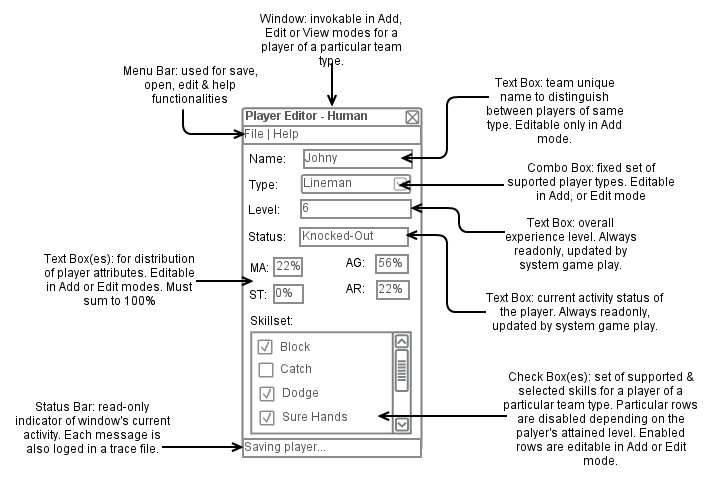 Window: invokable in Add,
Edit or View modes for a
player of a particular team
type.
Menu Bar: used for save,
open, edit & help
functionalities
Text Box: team unique
name to distinguish
between players of same
type. Editable only in Add
mode.
Player Editor - Human
File | Help
Name: Johny
Type: Lineman
Level: 6
Status: Knocked-Out
MA: 22% AG: 56%
ST: 0% AR: 22%
Skillset:
Block
Catch
Dodge
Sure Hands
Saving player...
Combo Box: fixed set of
suported player types. Editable
in Add, or Edit mode
Text Box: overall
experience level. Always
readonly, updated by
system game play.
Text Box(es): for distribution
of player attributes. Editable
in Add or Edit modes. Must
sum to 100%
Text Box: current activity status of
the player. Always readonly,
updated by system game play.
Check Box(es): set of supported &
selected skills for a player of a
particular team type. Particular rows
are disabled depending on the
palyer's attained level. Enabled
rows are editable in Add or Edit
mode.
Status Bar: read-only
indicator of window's current
activity. Each message is
also loged in a trace file.